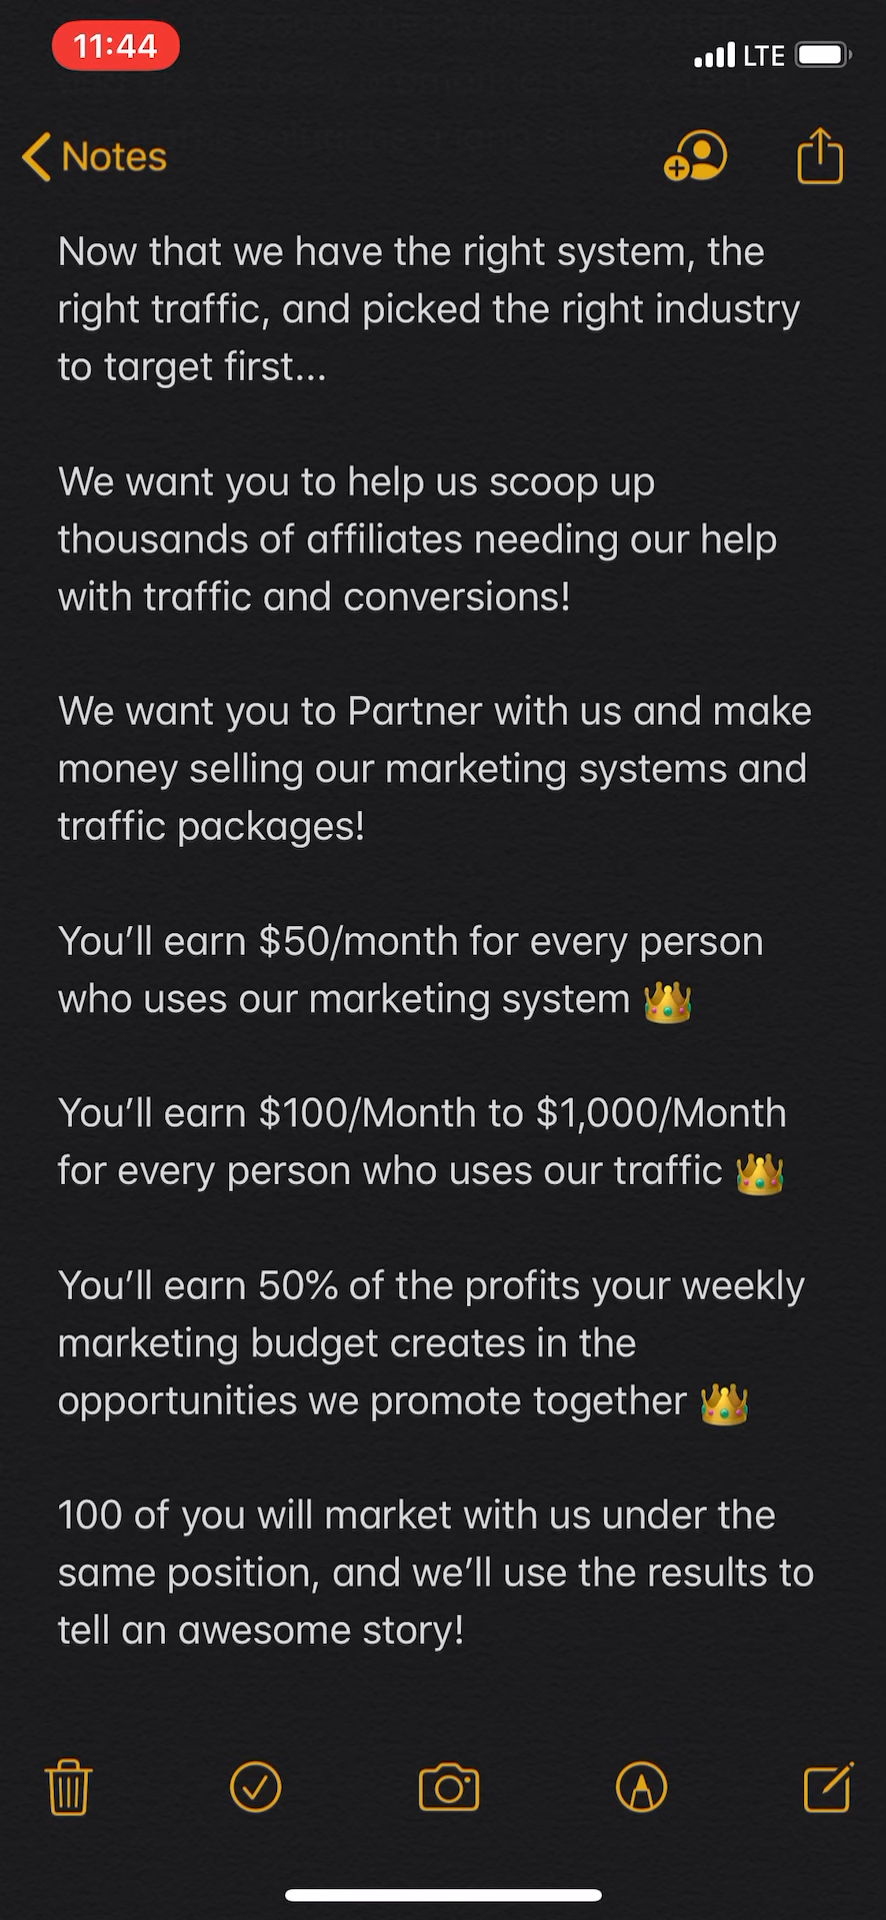 11:44
LTE
Notes
Now that we have the right system, the
right traffic, and picked the right industry
to target first...
We want you to help us scoop up
thousands of affiliates needing our help
with traffic and conversions!
We want you to Partner with us and make
money selling our marketing systems and
traffic packages!
You’ll earn $50/month for every person
who uses our marketing system 👑
You’ll earn $100/Month to $1,000/Month
for every person who uses our traffic 👑
You’ll earn 50% of the profits your weekly
marketing budget creates in the
opportunities we promote together 👑
100 of you will market with us under the
same position, and we’ll use the results to
tell an awesome story!